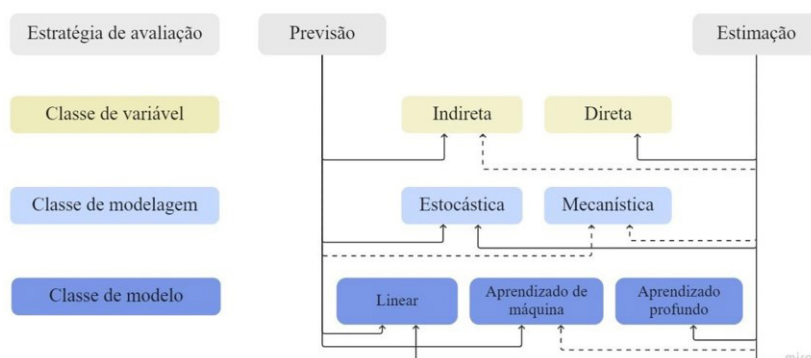 Estratégia de avaliação
Previsão
Estimação
Classe de variável
Indireta
Direta
Classe de modelagem
Estocástica
Mecanística
Classe de modelo
Linear
Aprendizado de
máquina
Aprendizado
profundo